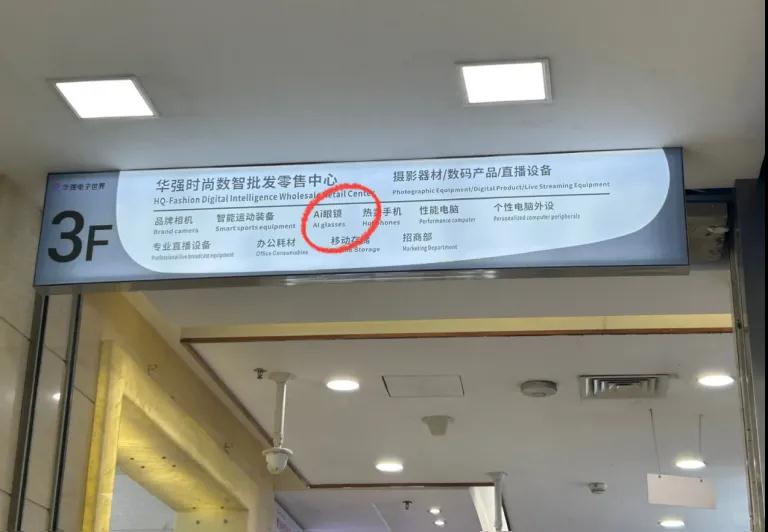 华强电子世界
3F
华强时尚数智批发零售中心
HQ-Fashion Digital Intelligence Wholesale Retail Center
摄影器材/数码产品/直播设备
Photographic Equipment/Digital Product/Live Streaming Equipment
品牌相机 智能运动装备 Ai眼镜 热 手机 性能电脑 个性电脑外设
Brand camera Smart sports equipment AI glasses phones Performance computer Personalized computer peripherals
专业直播设备 办公耗材 移动 招商部
Professional live broadcast equipment Office Consumables Storage Marketing Department